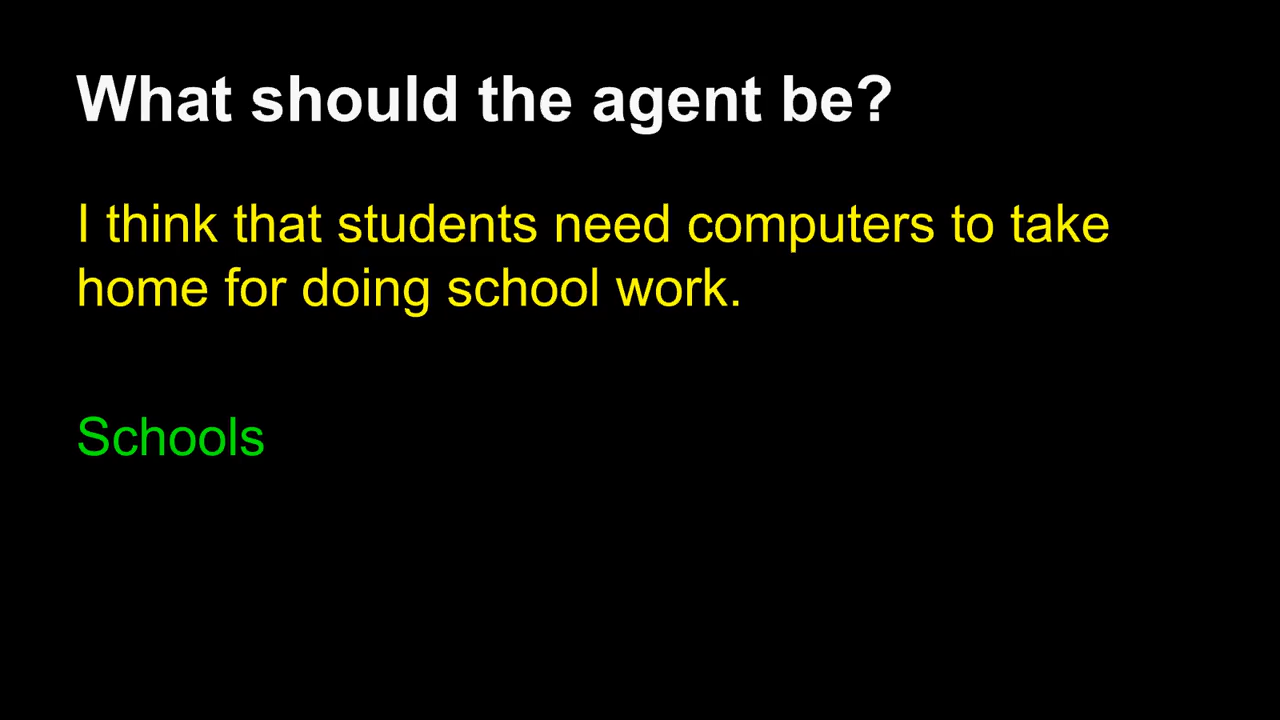 What should the agent be?
I think that students need computers to take
home for doing school work.
Schools